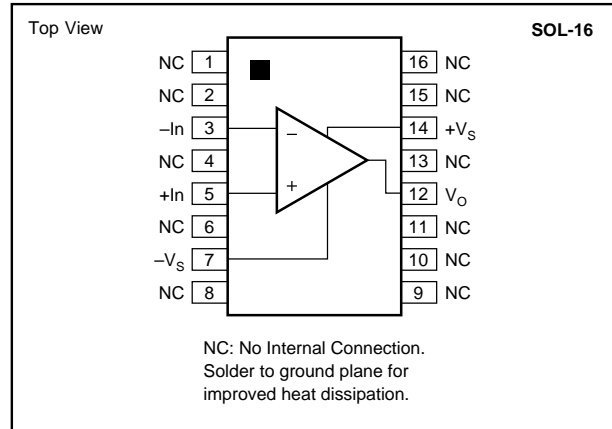 Top View SOL-16
NC 1 16 NC
NC 2 15 NC
–In 3 – 14 +VS
NC 4 13 NC
+In 5 + 12 VO
NC 6 11 NC
–VS 7 10 NC
NC 8 9 NC
NC: No Internal Connection.
Solder to ground plane for
improved heat dissipation.